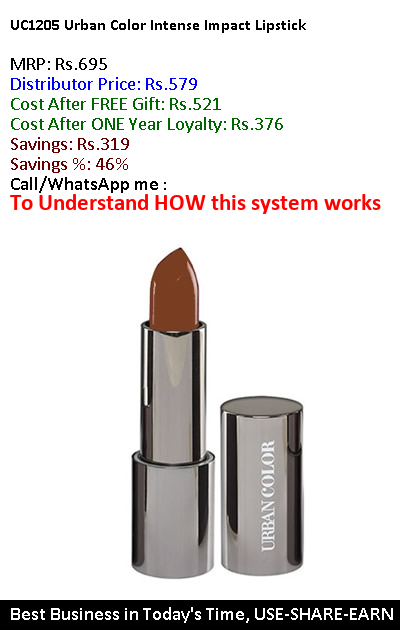 UC1205 Urban Color Intense Impact Lipstick
MRP: Rs.695
Distributor Price: Rs.579
Cost After FREE Gift: Rs.521
Cost After ONE Year Loyalty: Rs.376
Savings: Rs.319
Savings %: 46%
Call/WhatsApp me :
To Understand HOW this system works
URBAN COLOR
Best Business in Today's Time, USE-SHARE-EARN